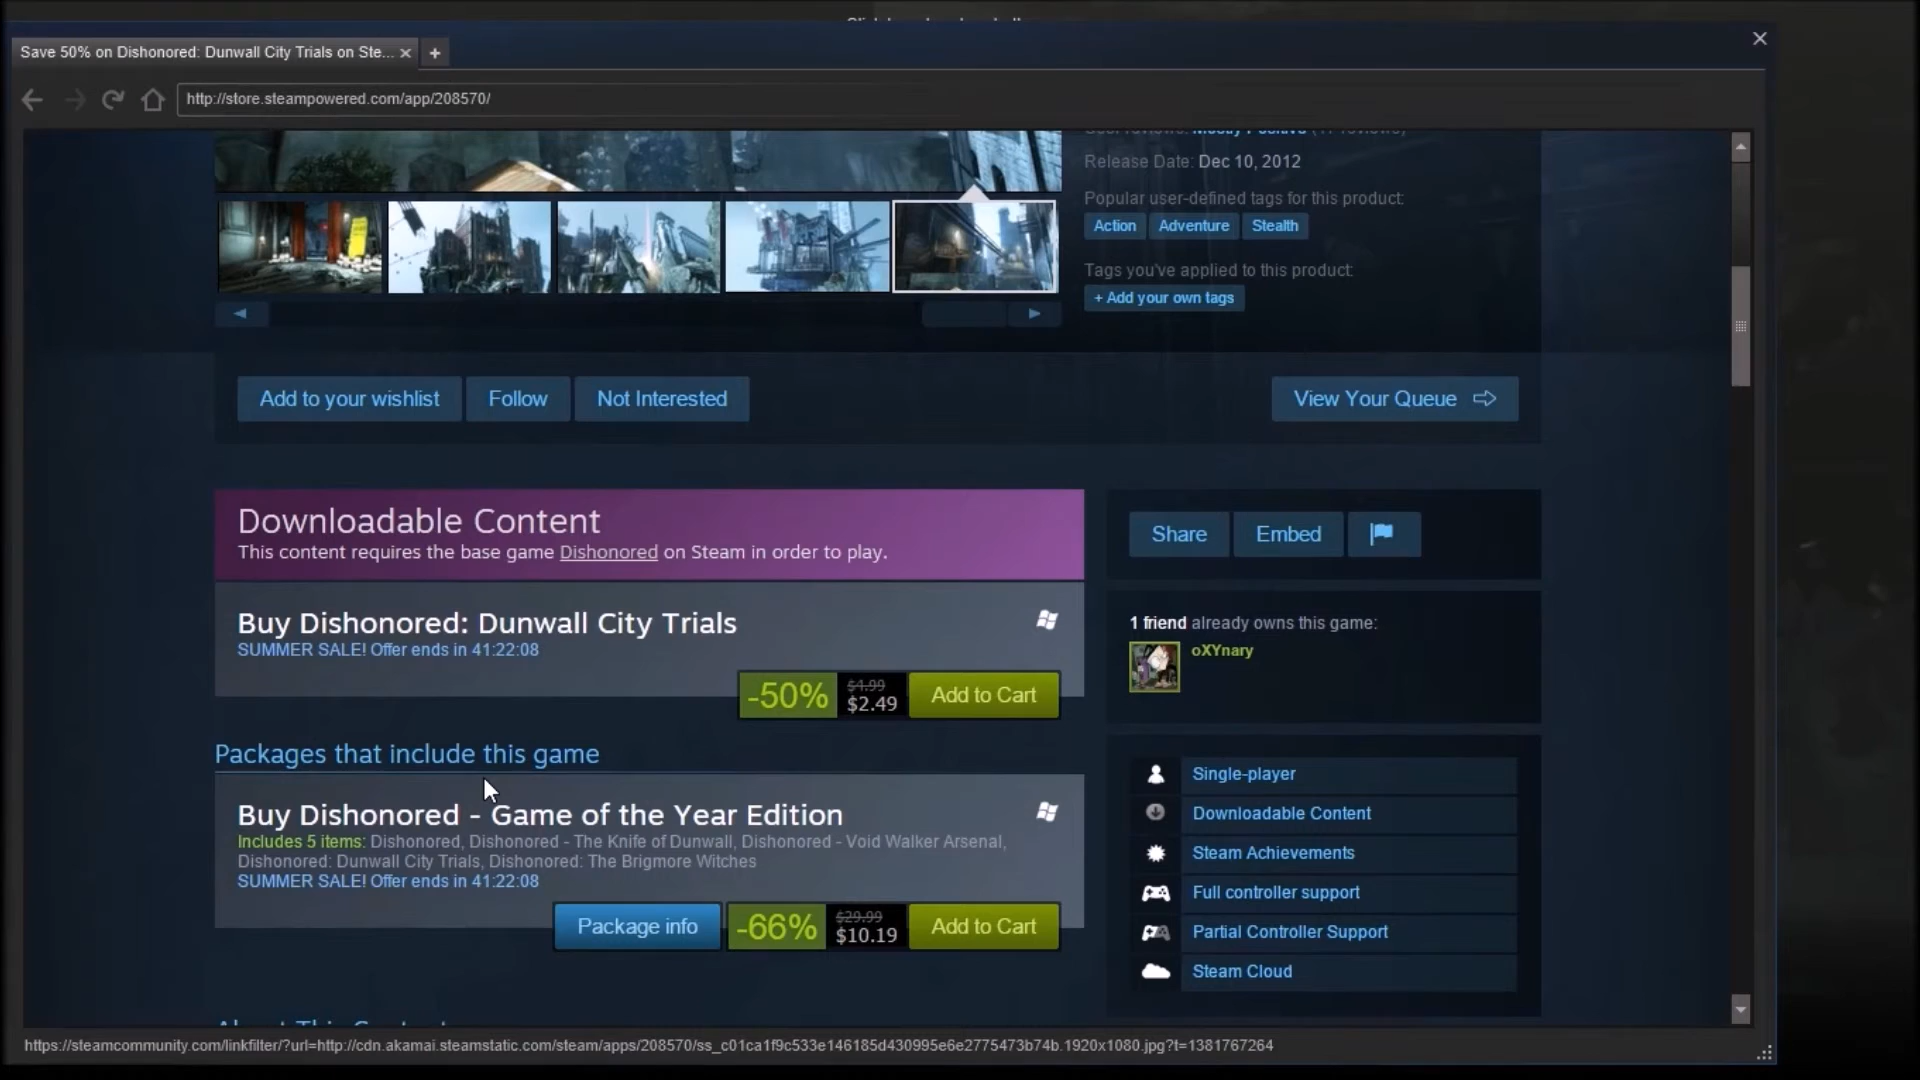 Save 50% on Dishonored: Dunwall City Trials on Ste...
http://store.steampowered.com/app/208570/
Release Date: Dec 10, 2012
Popular user-defined tags for this product:
Action Adventure Stealth
Tags you've applied to this product:
+ Add your own tags
Add to your wishlist Follow Not Interested View Your Queue
Downloadable Content
This content requires the base game Dishonored on Steam in order to play.
Share Embed
Buy Dishonored: Dunwall City Trials
SUMMER SALE! Offer ends in 41:22:08
-50% $4.99 $2.49 Add to Cart
1 friend already owns this game:
oXYnary
Packages that include this game
Buy Dishonored - Game of the Year Edition
Includes 5 items: Dishonored, Dishonored - The Knife of Dunwall, Dishonored - Void Walker Arsenal,
Dishonored: Dunwall City Trials, Dishonored: The Brigmore Witches
SUMMER SALE! Offer ends in 41:22:08
Package info -66% $29.99 $10.19 Add to Cart
Single-player
Downloadable Content
Steam Achievements
Full controller support
Partial Controller Support
Steam Cloud
https://steamcommunity.com/linkfilter/?url=http://cdn.akamai.steamstatic.com/steam/apps/208570/ss_c01ca1f9c533e146185d430995e6e2775473b74b.1920x1080.jpg?t=1381767264